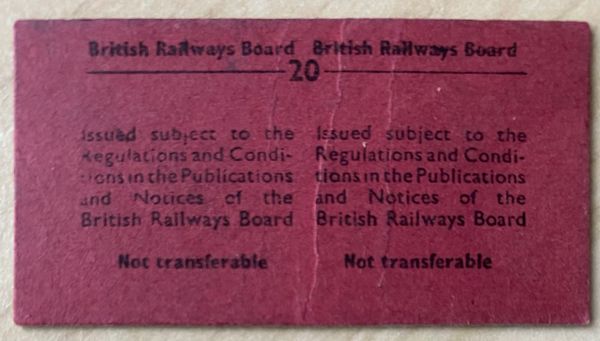 British Railways Board British Railways Board
20
Issued subject to the
Regulations and Condi-
tions in the Publications
and Notices of the
British Railways Board
Not transferable
Issued subject to the
Regulations and Condi-
tions in the Publications
and Notices of the
British Railways Board
Not transferable